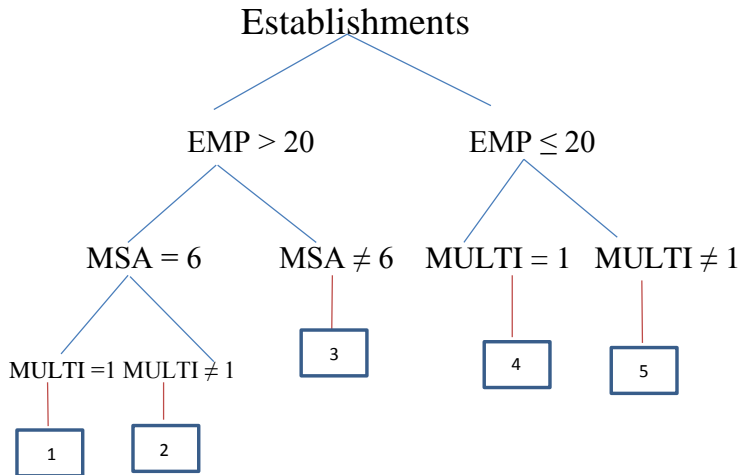 Establishments
EMP > 20
EMP ≤ 20
MSA = 6
MSA ≠ 6
MULTI = 1
MULTI ≠ 1
3
4
5
MULTI =1
MULTI ≠ 1
1
2